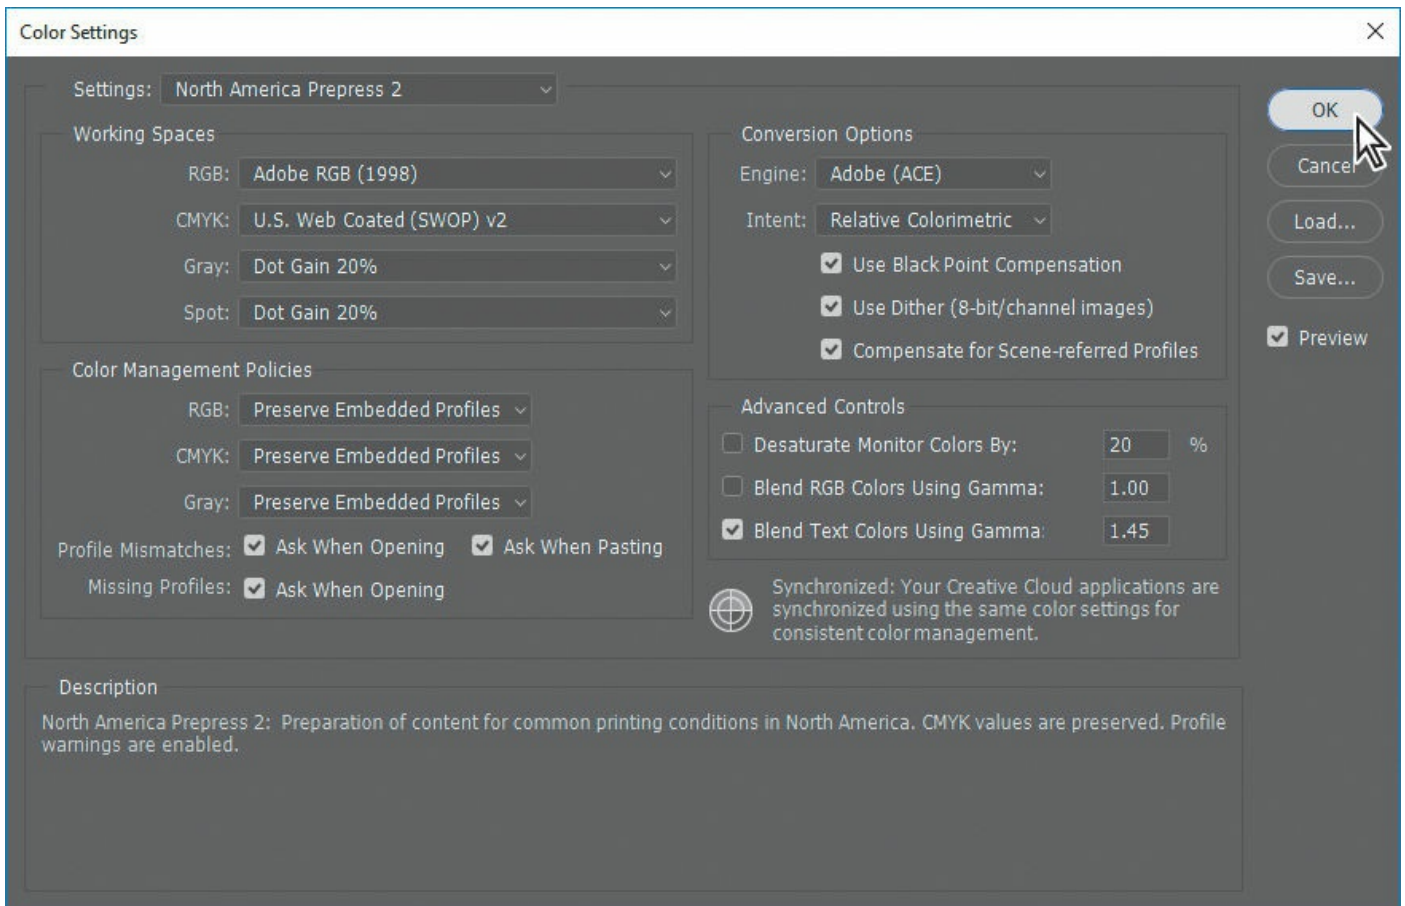 Color Settings
Settings: North America Prepress 2
Working Spaces
RGB: Adobe RGB (1998)
CMYK: U.S. Web Coated (SWOP) v2
Gray: Dot Gain 20%
Spot: Dot Gain 20%
Color Management Policies
RGB: Preserve Embedded Profiles
CMYK: Preserve Embedded Profiles
Gray: Preserve Embedded Profiles
Profile Mismatches: Ask When Opening Ask When Pasting
Missing Profiles: Ask When Opening
Conversion Options
Engine: Adobe (ACE)
Intent: Relative Colorimetric
Use Black Point Compensation
Use Dither (8-bit/channel images)
Compensate for Scene-referred Profiles
Advanced Controls
Desaturate Monitor Colors By: 20 %
Blend RGB Colors Using Gamma: 1.00
Blend Text Colors Using Gamma: 1.45
Synchronized: Your Creative Cloud applications are
synchronized using the same color settings for
consistent color management.
OK
Cancel
Load...
Save...
Preview
Description
North America Prepress 2: Preparation of content for common printing conditions in North America. CMYK values are preserved. Profile
warnings are enabled.